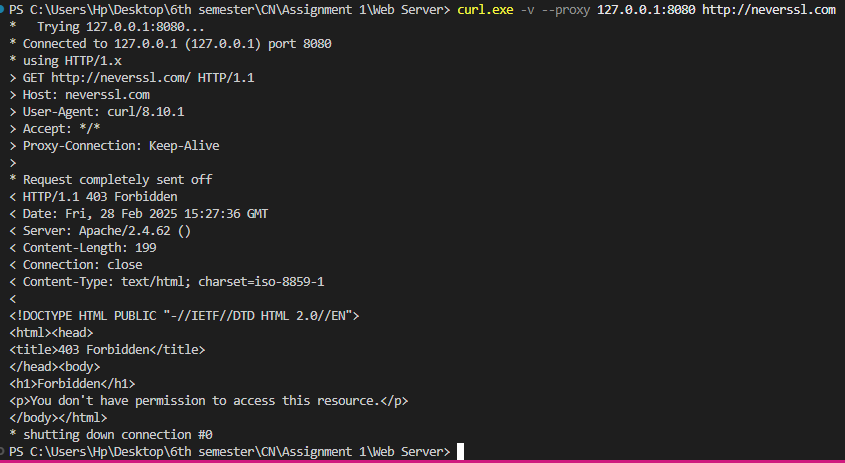 PS C:\Users\Hp\Desktop\6th semester\CN\Assignment 1\Web Server> curl.exe -v --proxy 127.0.0.1:8080 http://neverssl.com
*   Trying 127.0.0.1:8080...
* Connected to 127.0.0.1 (127.0.0.1) port 8080
* using HTTP/1.x
> GET http://neverssl.com/ HTTP/1.1
> Host: neverssl.com
> User-Agent: curl/8.10.1
> Accept: */*
> Proxy-Connection: Keep-Alive
>
* Request completely sent off
< HTTP/1.1 403 Forbidden
< Date: Fri, 28 Feb 2025 15:27:36 GMT
< Server: Apache/2.4.62 ()
< Content-Length: 199
< Connection: close
< Content-Type: text/html; charset=iso-8859-1
<
<!DOCTYPE HTML PUBLIC "-//IETF//DTD HTML 2.0//EN">
<html><head>
<title>403 Forbidden</title>
</head><body>
<h1>Forbidden</h1>
<p>You don't have permission to access this resource.</p>
</body></html>
* shutting down connection #0
PS C:\Users\Hp\Desktop\6th semester\CN\Assignment 1\Web Server>